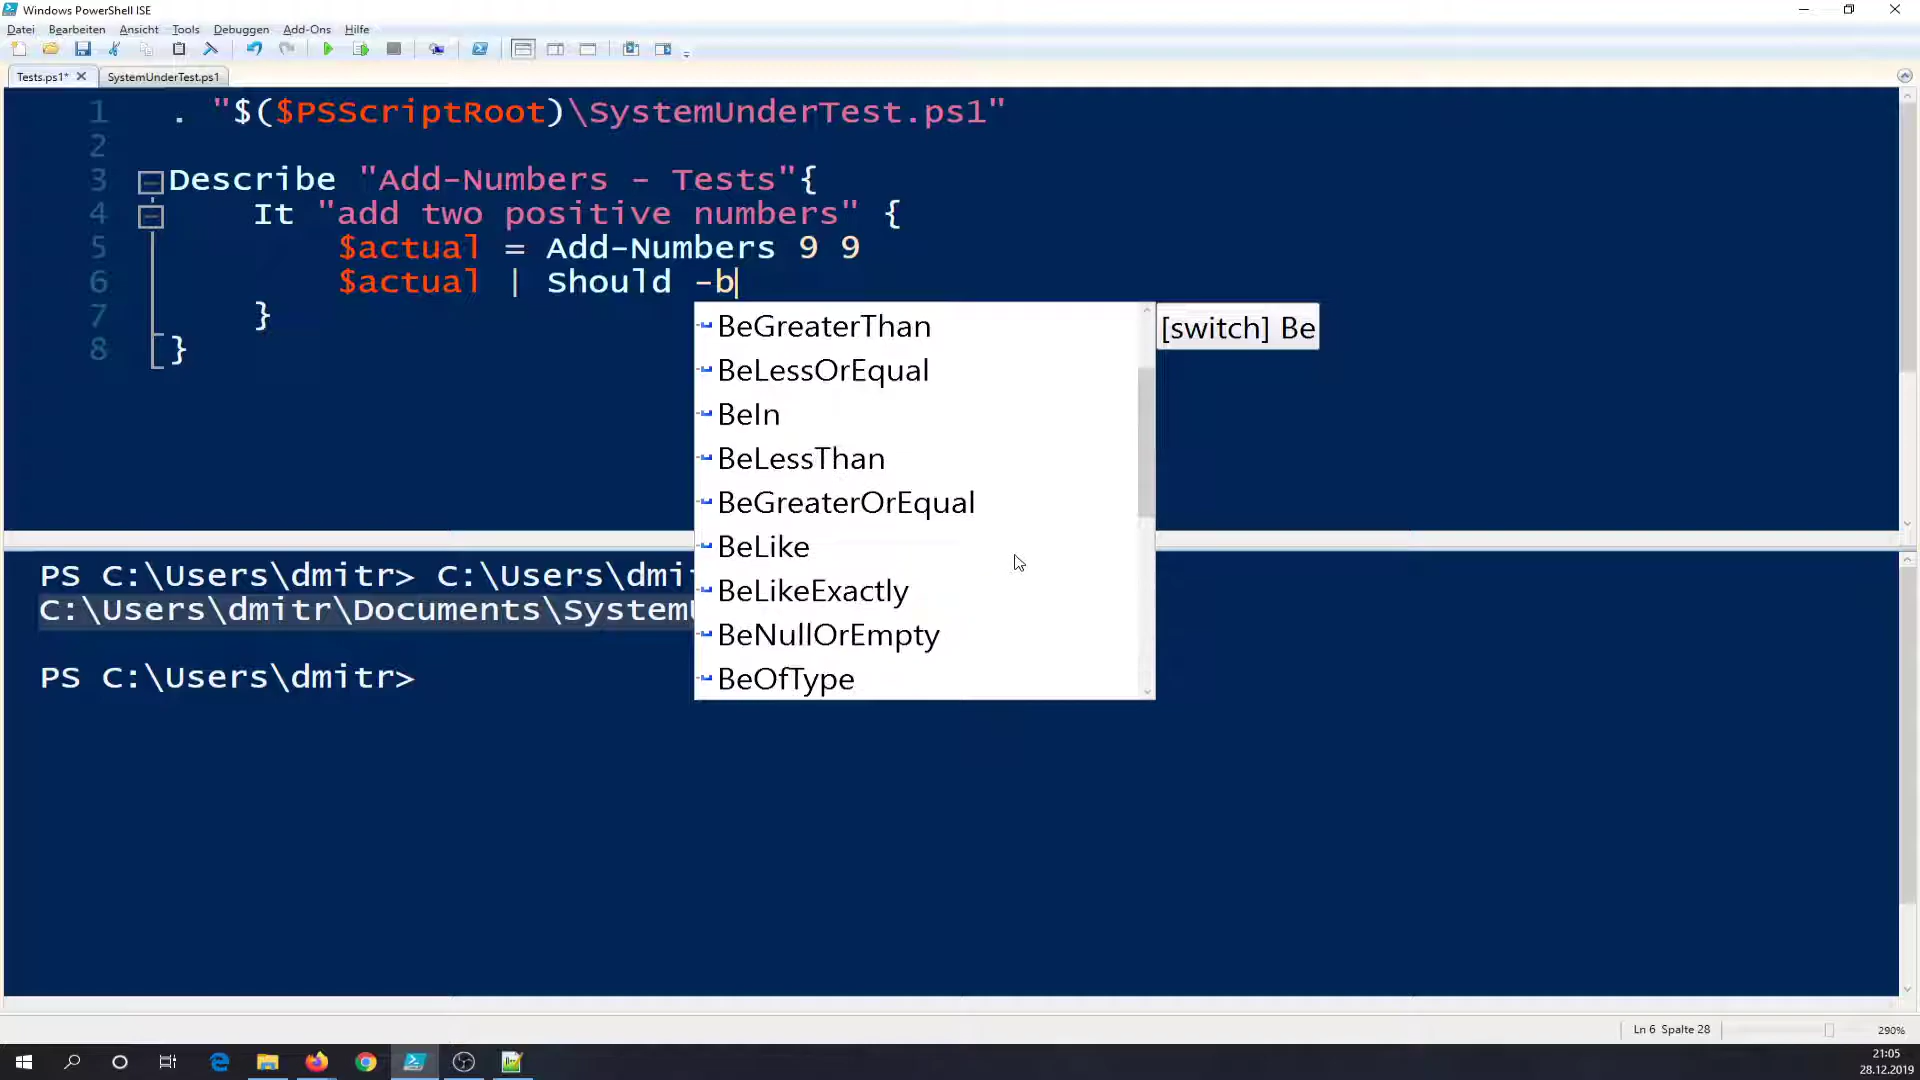 Windows PowerShell ISE
Datei Bearbeiten Ansicht Tools Debuggen Add-Ons Hilfe
Tests.ps1* SystemUnderTest.ps1
1 . "$($PSScriptRoot)\SystemUnderTest.ps1"
2
3 Describe "Add-Numbers - Tests"{
4 It "add two positive numbers" {
5 $actual = Add-Numbers 9 9
6 $actual | Should -b
7 }
8 }
BeGreaterThan
[switch] Be
BeLessOrEqual
BeIn
BeLessThan
BeGreaterOrEqual
BeLike
BeLikeExactly
BeNullOrEmpty
BeOfType
PS C:\Users\dmitr> C:\Users\dmi
C:\Users\dmitr\Documents\System
PS C:\Users\dmitr>
Ln 6 Spalte 28
290%
21:05
28.12.2019